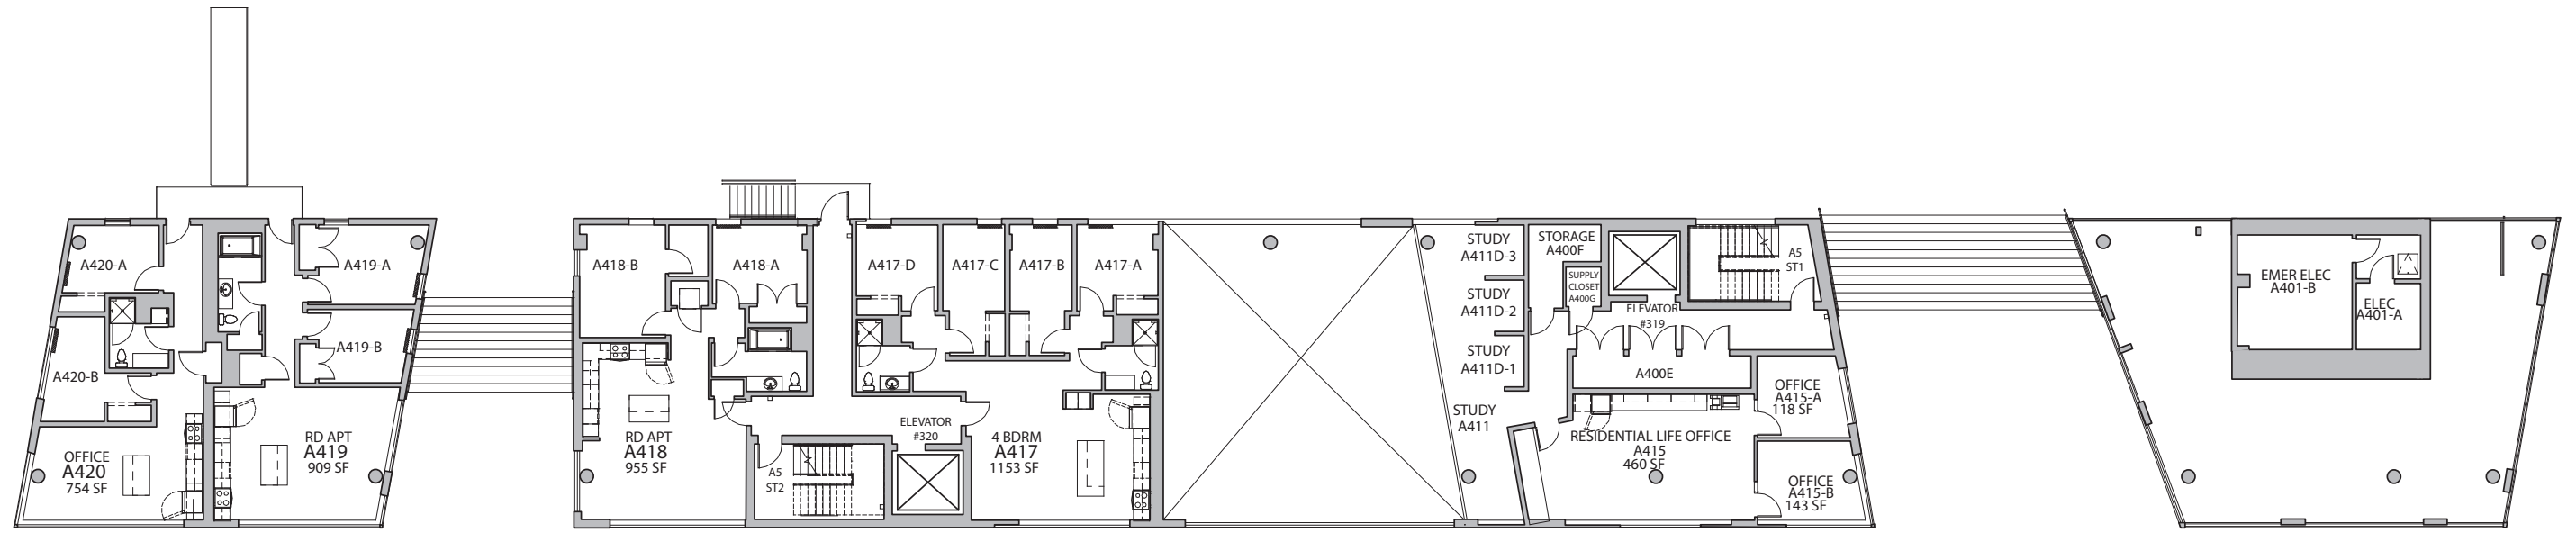 A420-A
A420-B
OFFICE
A420
754 SF
A419-A
A419-B
RD APT
A419
909 SF
A418-B
A418-A
RD APT
A418
955 SF
A5
ST2
ELEVATOR
#320
A417-D
A417-C
A417-B
A417-A
4 BDRM
A417
1153 SF
STUDY
A411D-3
STUDY
A411D-2
STUDY
A411D-1
STUDY
A411
STORAGE
A400F
SUPPLY
CLOSET
A400G
ELEVATOR
#319
A5
ST1
A400E
RESIDENTIAL LIFE OFFICE
A415
460 SF
OFFICE
A415-A
118 SF
OFFICE
A415-B
143 SF
EMER ELEC
A401-B
ELEC
A401-A